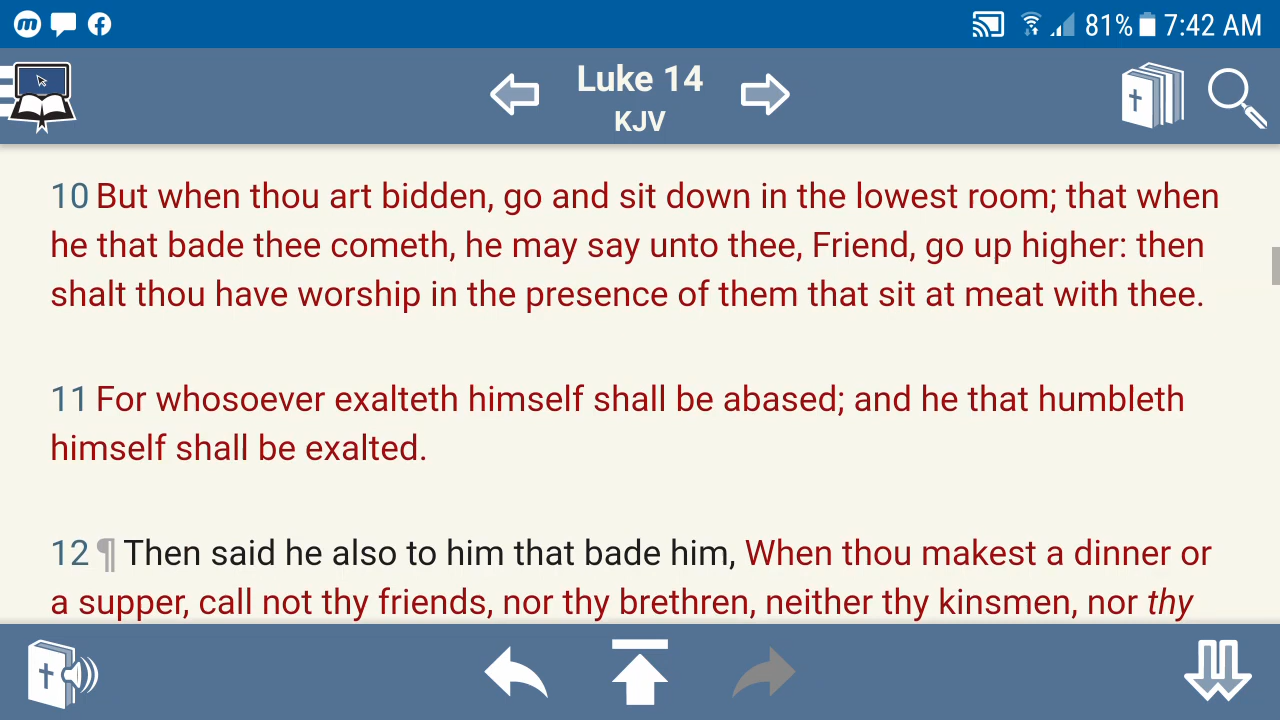 81% 7:42 AM
Luke 14
KJV
10 But when thou art bidden, go and sit down in the lowest room; that when
he that bade thee cometh, he may say unto thee, Friend, go up higher: then
shalt thou have worship in the presence of them that sit at meat with thee.
11 For whosoever exalteth himself shall be abased; and he that humbleth
himself shall be exalted.
12 ¶ Then said he also to him that bade him, When thou makest a dinner or
a supper, call not thy friends, nor thy brethren, neither thy kinsmen, nor thy